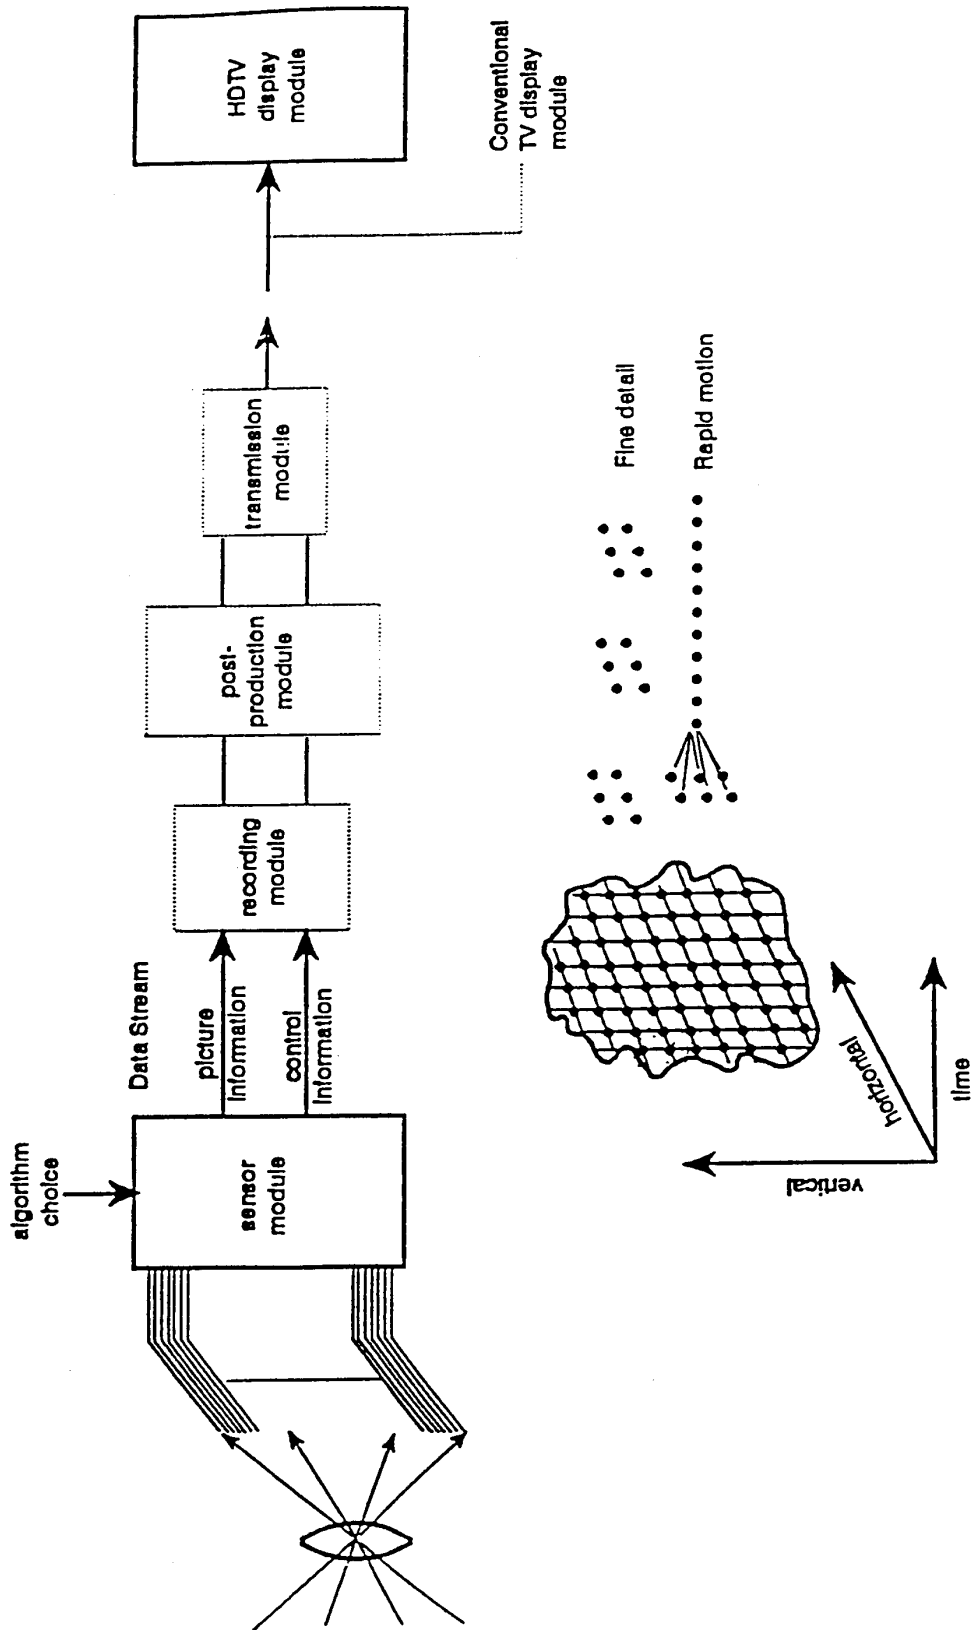 algorithm
choice
sensor
module
Data Stream
picture
information
control
information
recording
module
post-
production
module
transmission
module
HDTV
display
module
Conventional
TV display
module
vertical
horizontal
time
Fine detail
Rapid motion